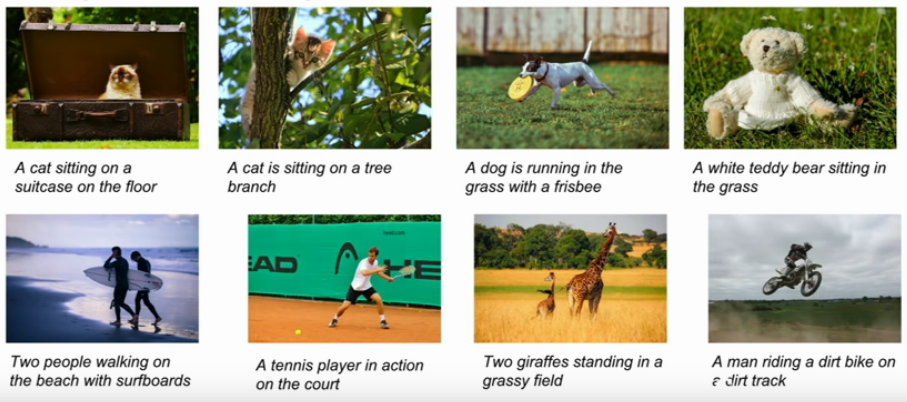 A cat sitting on a
suitcase on the floor
A cat is sitting on a tree
branch
A dog is running in the
grass with a frisbee
A white teddy bear sitting in
the grass
EAD
HE
Two people walking on
the beach with surfboards
A tennis player in action
on the court
Two giraffes standing in a
grassy field
A man riding a dirt bike on
dirt track